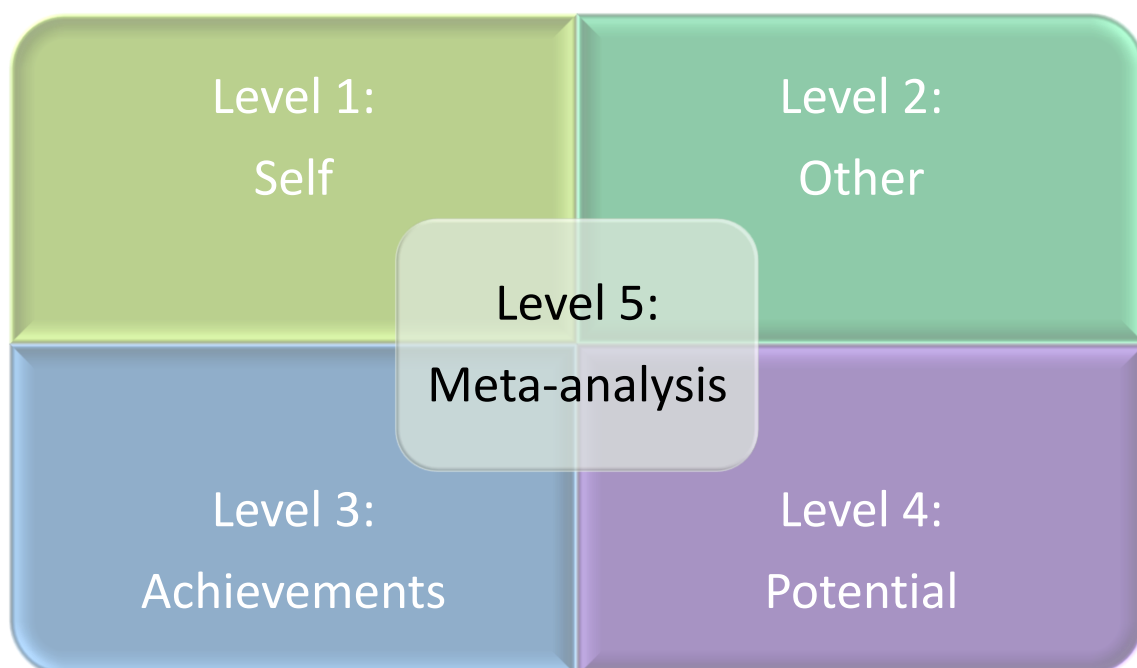 Level 1:
Self
Level 2:
Other
Level 5:
Meta-analysis
Level 3:
Achievements
Level 4:
Potential